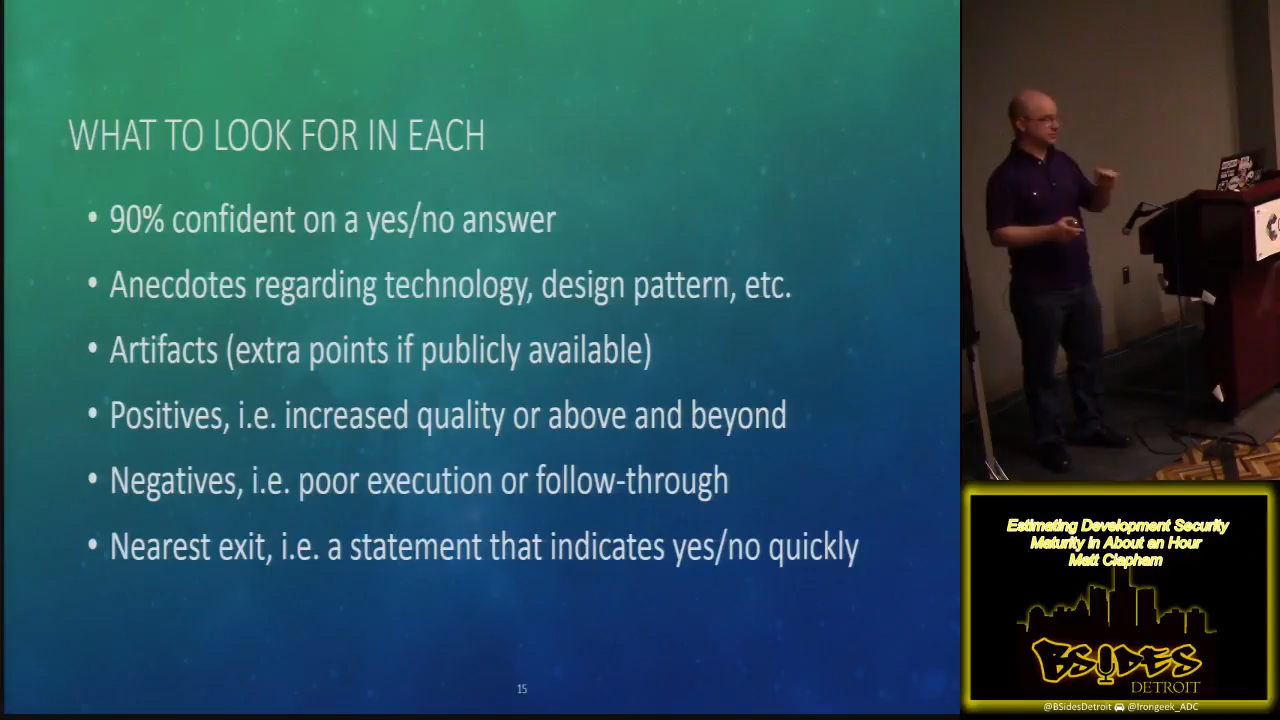 WHAT TO LOOK FOR IN EACH
• 90% confident on a yes/no answer
• Anecdotes regarding technology, design pattern, etc.
• Artifacts (extra points if publicly available)
• Positives, i.e. increased quality or above and beyond
• Negatives, i.e. poor execution or follow-through
• Nearest exit, i.e. a statement that indicates yes/no quickly
15
Estimating Development Security
Maturity in About an Hour
Matt Clapham
BSIDES
DETROIT
@BSidesDetroit @Irongeek_ADC